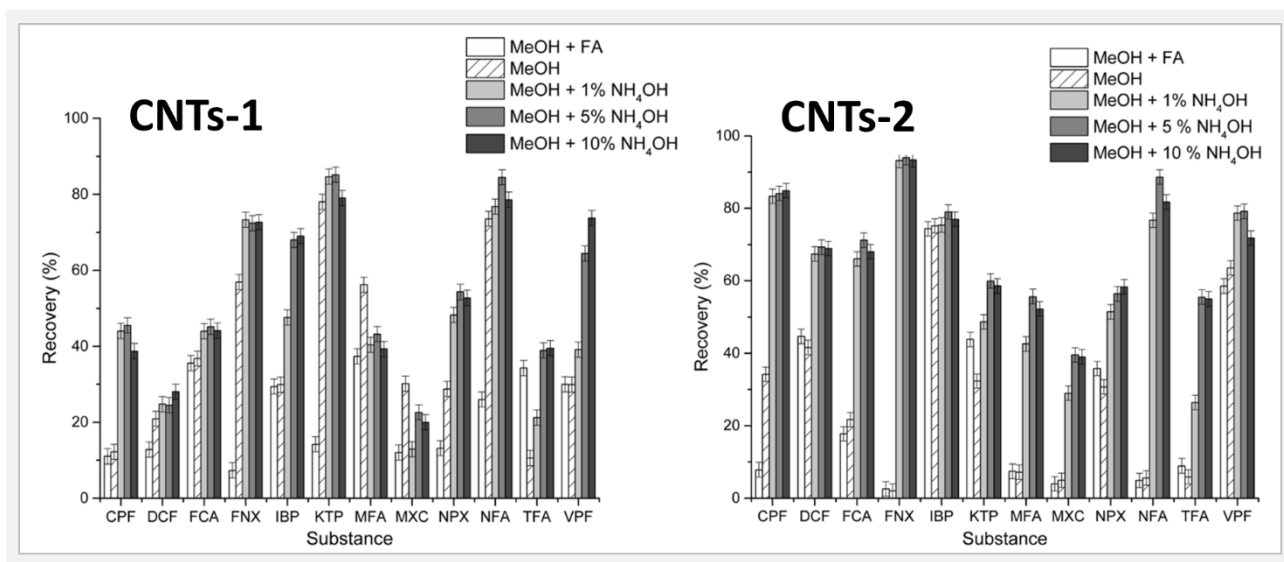 CNTs-1
MeOH + FA
MeOH
MeOH + 1% NH₄OH
MeOH + 5% NH₄OH
MeOH + 10% NH₄OH
Recovery (%)
100
80
60
40
20
0
CPF DCF FCA FNX IBP KTP MFA MXC NPX NFA TFA VPF
Substance
CNTs-2
MeOH + FA
MeOH
MeOH + 1% NH₄OH
MeOH + 5 % NH₄OH
MeOH + 10 % NH₄OH
Recovery (%)
100
80
60
40
20
0
CPF DCF FCA FNX IBP KTP MFA MXC NPX NFA TFA VPF
Substance